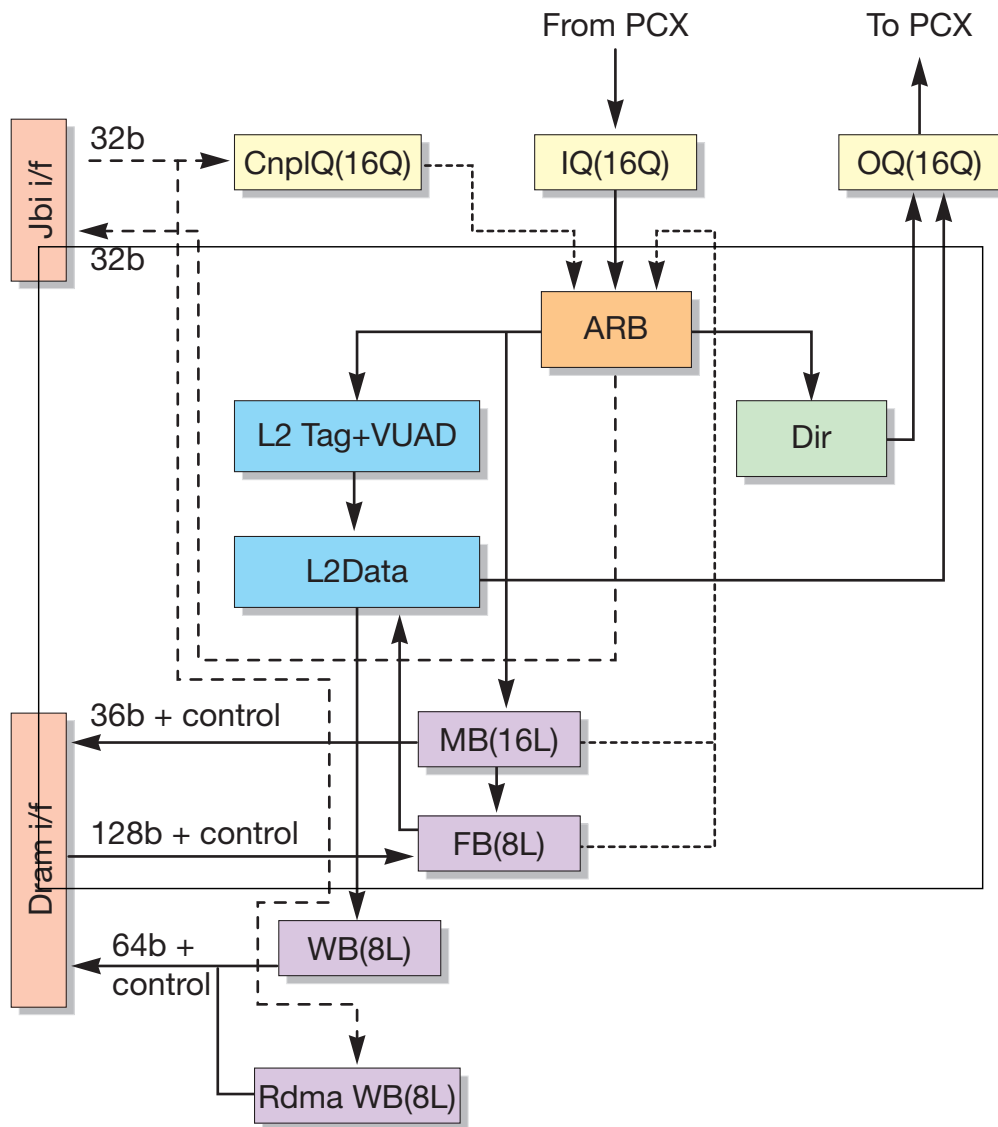 From PCX
To PCX
32b
CnplQ(16Q)
IQ(16Q)
OQ(16Q)
Jbi i/f
32b
ARB
L2 Tag+VUAD
Dir
L2Data
36b + control
MB(16L)
Dram i/f
128b + control
FB(8L)
64b +
control
WB(8L)
Rdma WB(8L)